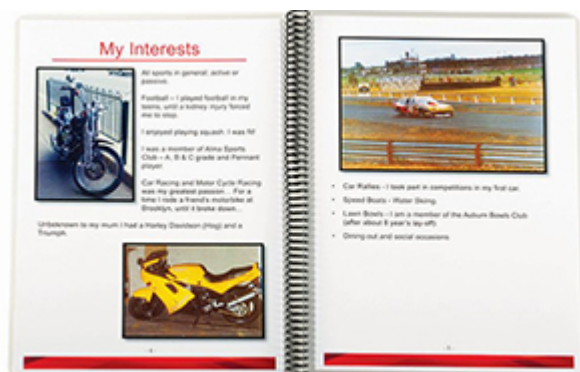 My Interests
All sports in general; active or
passive.
Football – I played football in my
teens, until a kidney injury forced
me to stop.
I enjoyed playing squash. I was fit!
I was a member of Alma Sports
Club – A, B & C grade and Pennant
player.
Car Racing and Motor Cycle Racing
was my greatest passion... For a
time I rode a friend's motorbike at
Brooklyn, until it broke down...
Unbeknown to my mum I had a Harley Davidson (Hog) and a
Triumph.
• Car Rallies - I took part in competitions in my first car.
• Speed Boats - Water Skiing.
• Lawn Bowls - I am a member of the Auburn Bowls Club
(after about 8 year's lay-off)
• Dining out and social occasions